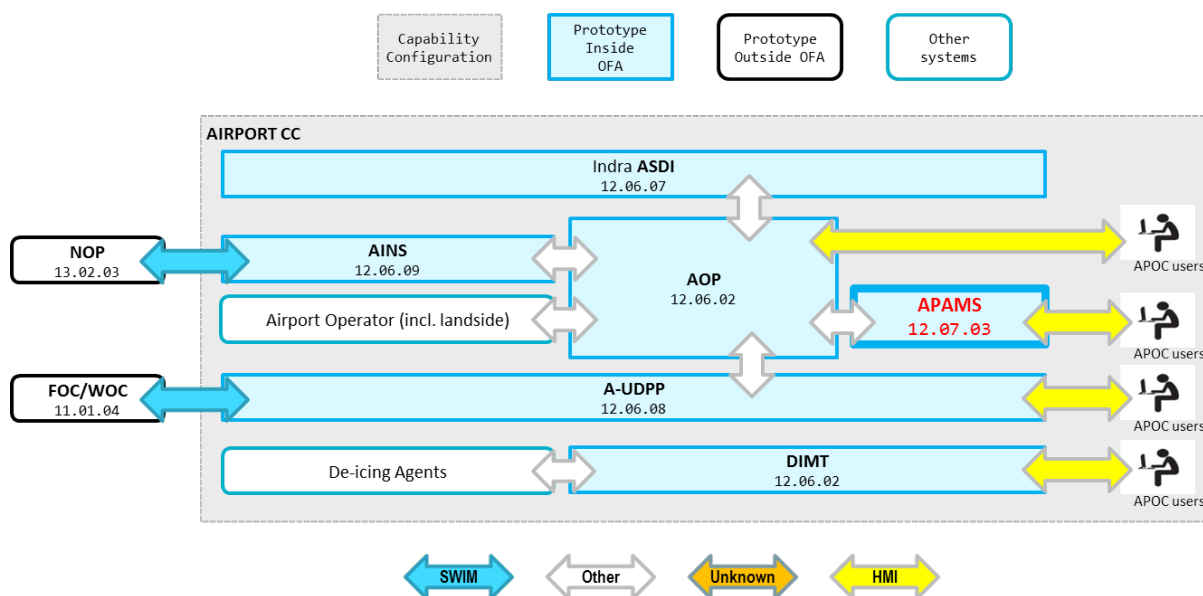 Capability
Configuration
Prototype
Inside
OFA
Prototype
Outside OFA
Other
systems
AIRPORT CC
Indra ASDI
12.06.07
NOP
13.02.03
AINS
12.06.09
AOP
12.06.02
APOC users
Airport Operator (incl. landside)
APAMS
12.07.03
APOC users
FOC/WOC
11.01.04
A-UDPP
12.06.08
APOC users
De-icing Agents
DIMT
12.06.02
APOC users
SWIM
Other
Unknown
HMI